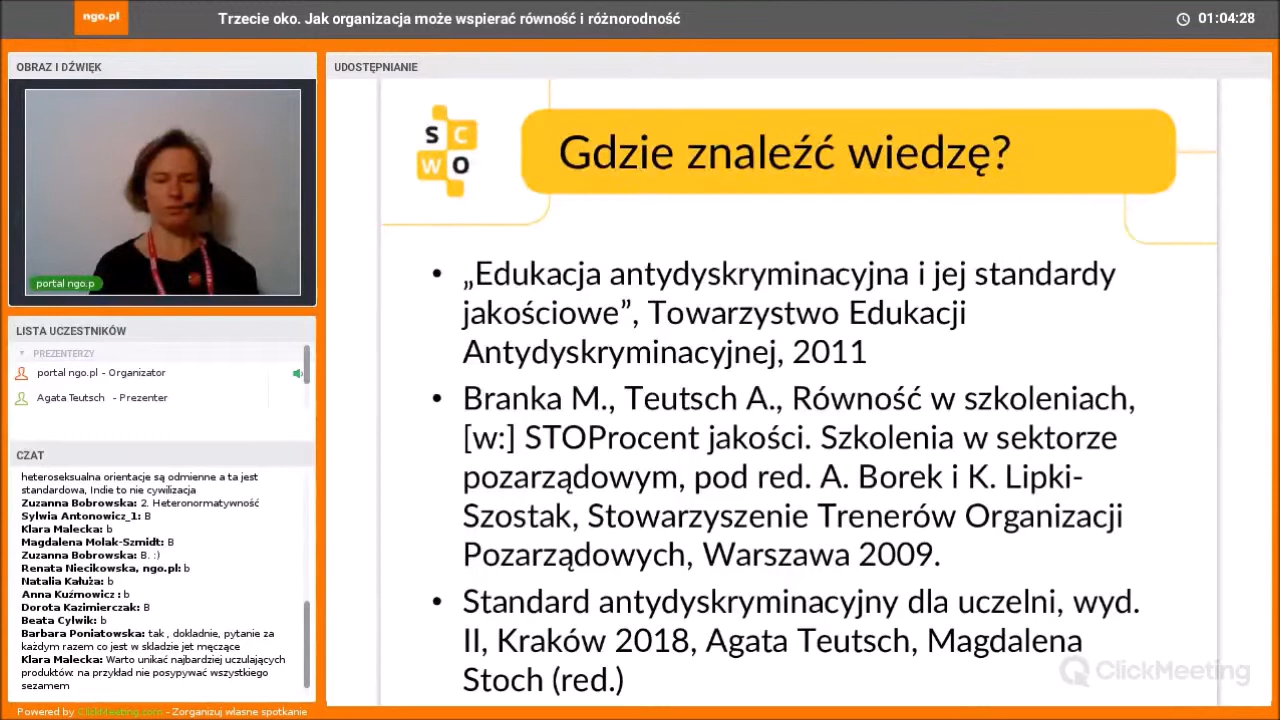 ngo.pl
Trzecie oko. Jak organizacja może wspierać równość i różnorodność
01:04:28
OBRAZ I DŹWIĘK
portal ngo.p
LISTA UCZESTNIKÓW
PREZENTERZY
portal ngo.pl - Organizator
Agata Teutsch - Prezenter
CZAT
heteroseksualna orientacje są odmienne a ta jest
standardowa, Indie to nie cywilizacja
Zuzanna Bobrowska: 2. Heteronormatywność
Sylwia Antonowicz_1: B
Klara Malecka: b
Magdalena Molak-Szmidt: B
Zuzanna Bobrowska: B. :)
Renata Niecikowska, ngo.pl: b
Natalia Kałuża: b
Anna Kuźmowicz : b
Dorota Kazimierczak: B
Beata Cylwik: b
Barbara Poniatowska: tak , dokladnie, pytanie za
każdym razem co jest w skladzie jet męczące
Klara Malecka: Warto unikać najbardziej uczulających
produktów: na przykład nie posypywać wszystkiego
sezamem
Powered by ClickMeeting.com - Zorganizuj własne spotkanie
UDOSTĘPNIANIE
S C
W O
Gdzie znaleźć wiedzę?
• „Edukacja antydyskryminacyjna i jej standardy
jakościowe”, Towarzystwo Edukacji
Antydyskryminacyjnej, 2011
• Branka M., Teutsch A., Równość w szkoleniach,
[w:] STOProcent jakości. Szkolenia w sektorze
pozarządowym, pod red. A. Borek i K. Lipki-
Szostak, Stowarzyszenie Trenerów Organizacji
Pozarządowych, Warszawa 2009.
• Standard antydyskryminacyjny dla uczelni, wyd.
II, Kraków 2018, Agata Teutsch, Magdalena
Stoch (red.)
ClickMeeting